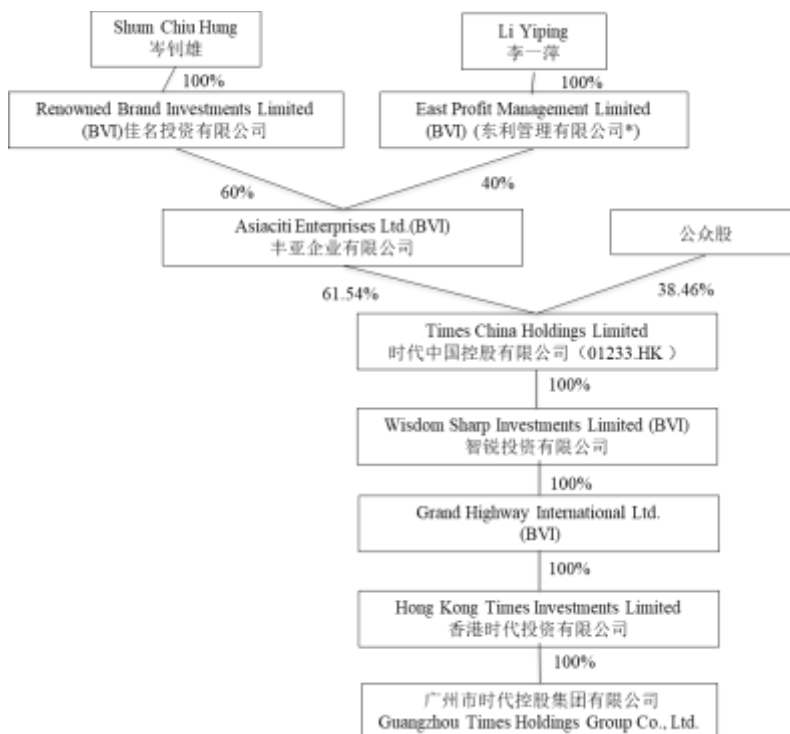 Shum Chiu Hung
岑钊雄
Li Yiping
李一萍
100%
100%
Renowned Brand Investments Limited
(BVI)佳名投资有限公司
East Profit Management Limited
(BVI) (东利管理有限公司*)
60%
40%
Asiaciti Enterprises Ltd.(BVI)
丰亚企业有限公司
公众股
61.54%
38.46%
Times China Holdings Limited
时代中国控股有限公司（01233.HK ）
100%
Wisdom Sharp Investments Limited (BVI)
智锐投资有限公司
100%
Grand Highway International Ltd.
(BVI)
100%
Hong Kong Times Investments Limited
香港时代投资有限公司
100%
广州市时代控股集团有限公司
Guangzhou Times Holdings Group Co., Ltd.